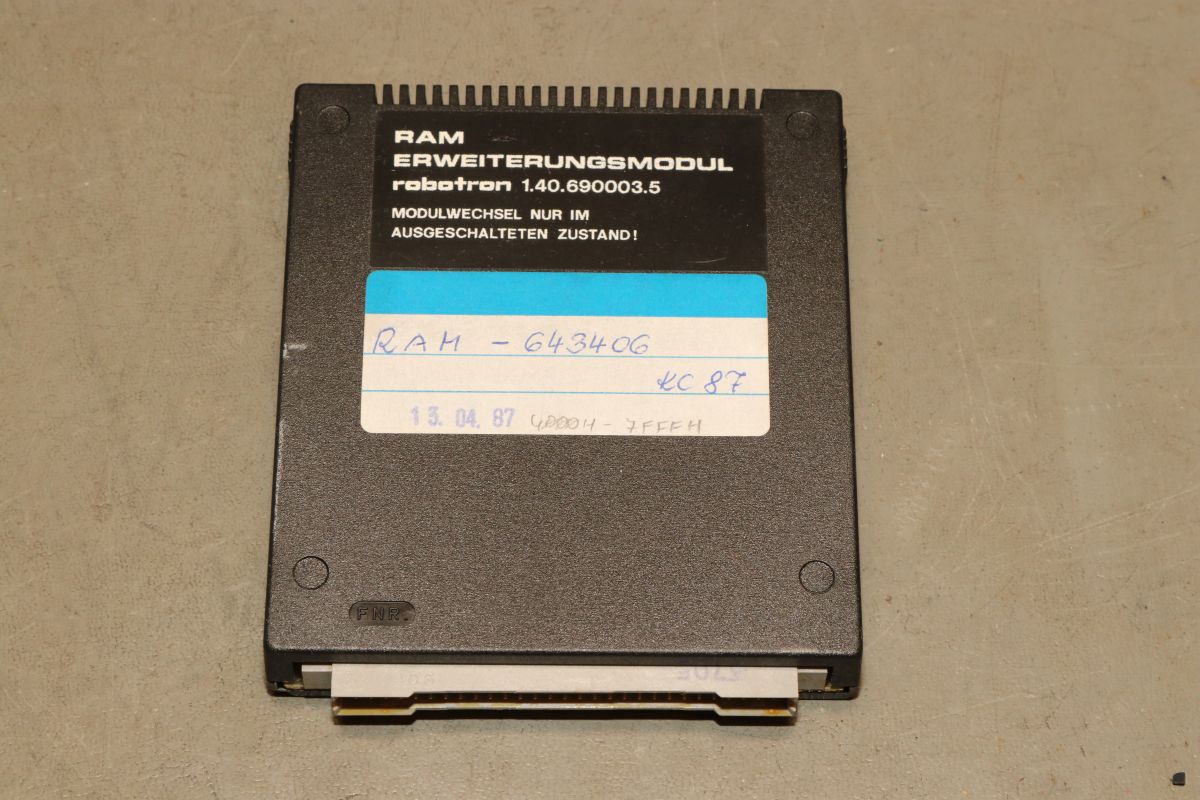 RAM
ERWEITERUNGSMODUL
robotron 1.40.690003.5
MODULWECHSEL NUR IM
AUSGESCHALTETEN ZUSTAND!
RAM - 643406
KC 87
13. 04. 87 4000H - 7FFFH
FNR.